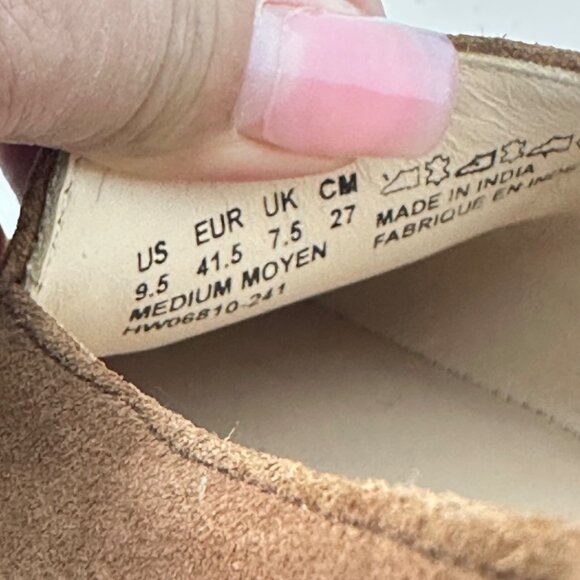 US EUR UK CM
9.5 41.5 7.5 27
MEDIUM MOYEN
HW06810-241
MADE IN INDIA
FABRIQUE EN INDE